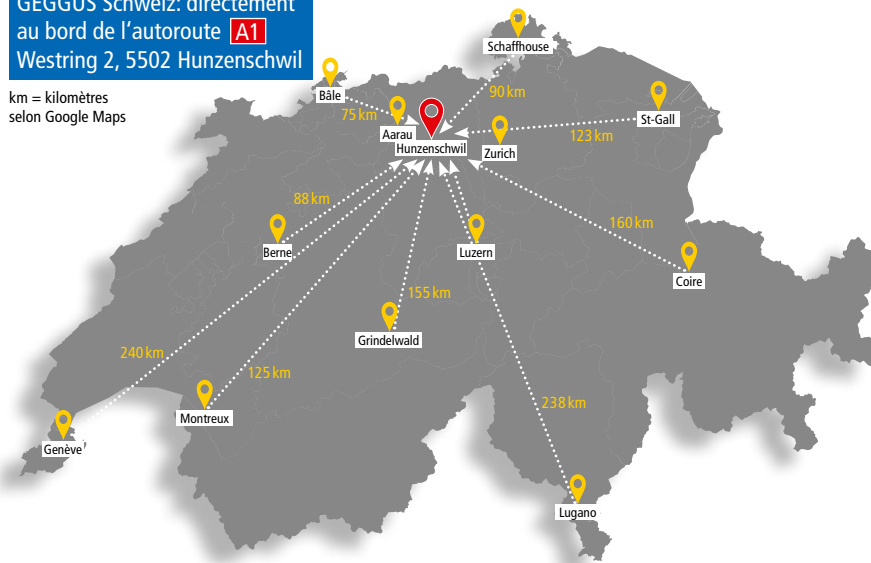 GEGGUS Schweiz: directement
au bord de l'autoroute A1
Westring 2, 5502 Hunzenschwil
km = kilomètres
selon Google Maps
Schaffhouse
Bâle
90 km
75 km
Aarau
St-Gall
Hunzenschwil
Zurich
123 km
88 km
160 km
Berne
Luzern
Coire
155 km
Grindelwald
240 km
125 km
238 km
Montreux
Genève
Lugano